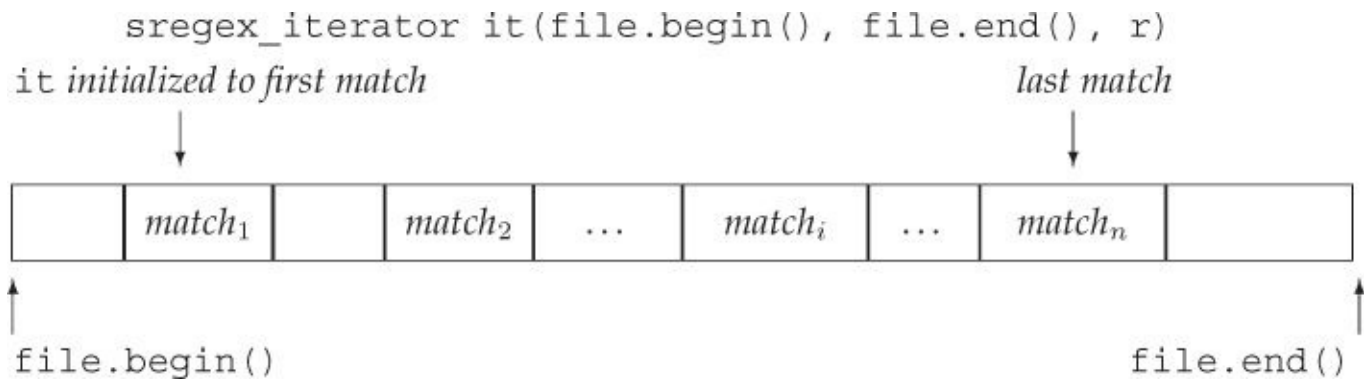 sregex_iterator it(file.begin(), file.end(), r)
it initialized to first match last match
match₁ match₂ ... matchᵢ ... matchₙ
file.begin() file.end()